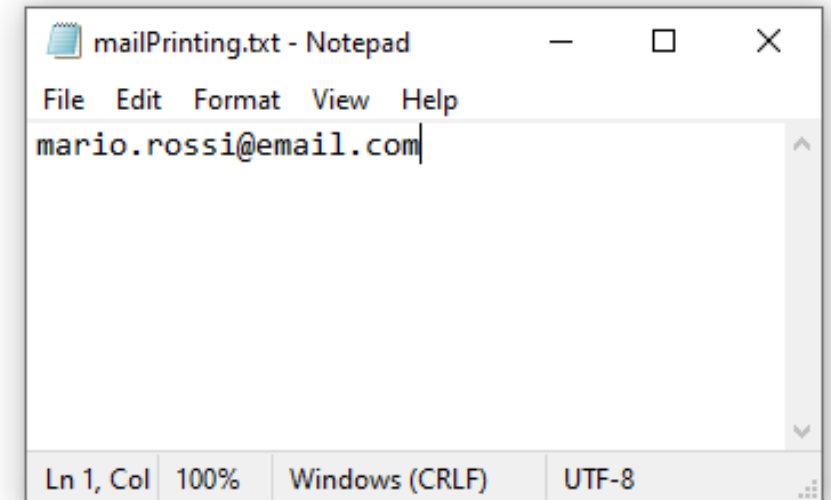 mailPrinting.txt - Notepad
File Edit Format View Help
mario.rossi@email.com
Ln 1, Col 100% Windows (CRLF) UTF-8